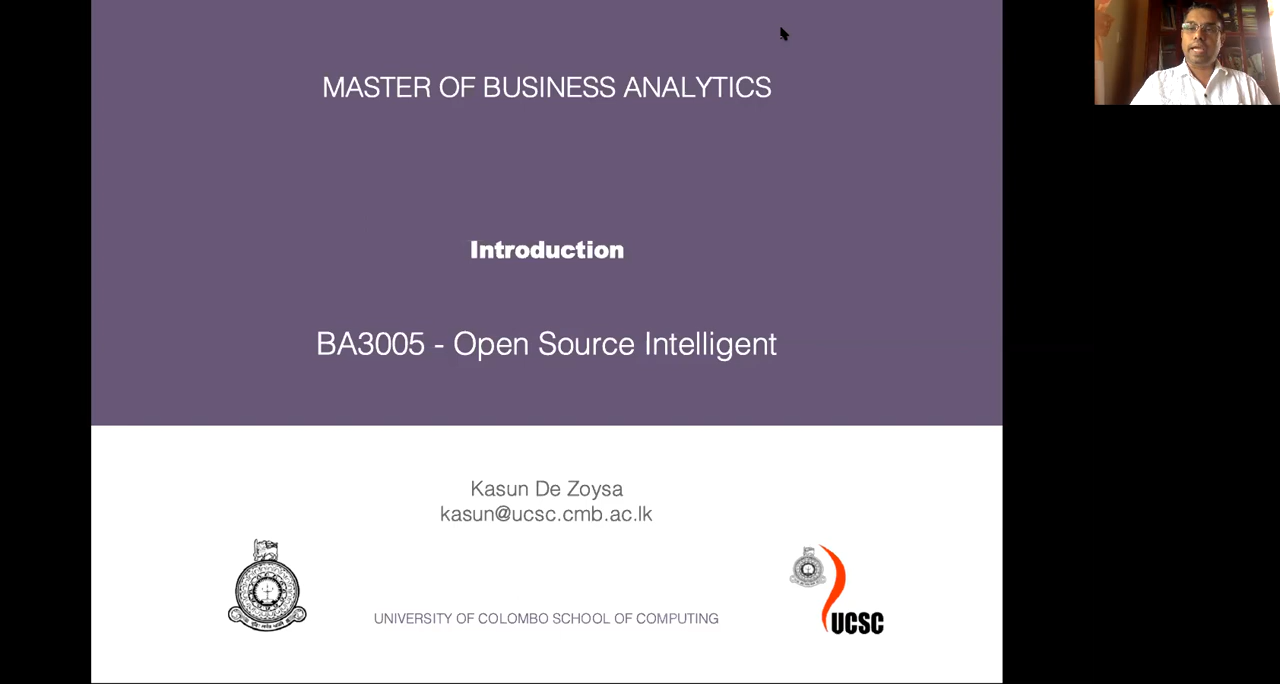 MASTER OF BUSINESS ANALYTICS
Introduction
BA3005 - Open Source Intelligent
Kasun De Zoysa
kasun@ucsc.cmb.ac.lk
UNIVERSITY OF COLOMBO SCHOOL OF COMPUTING
UCSC